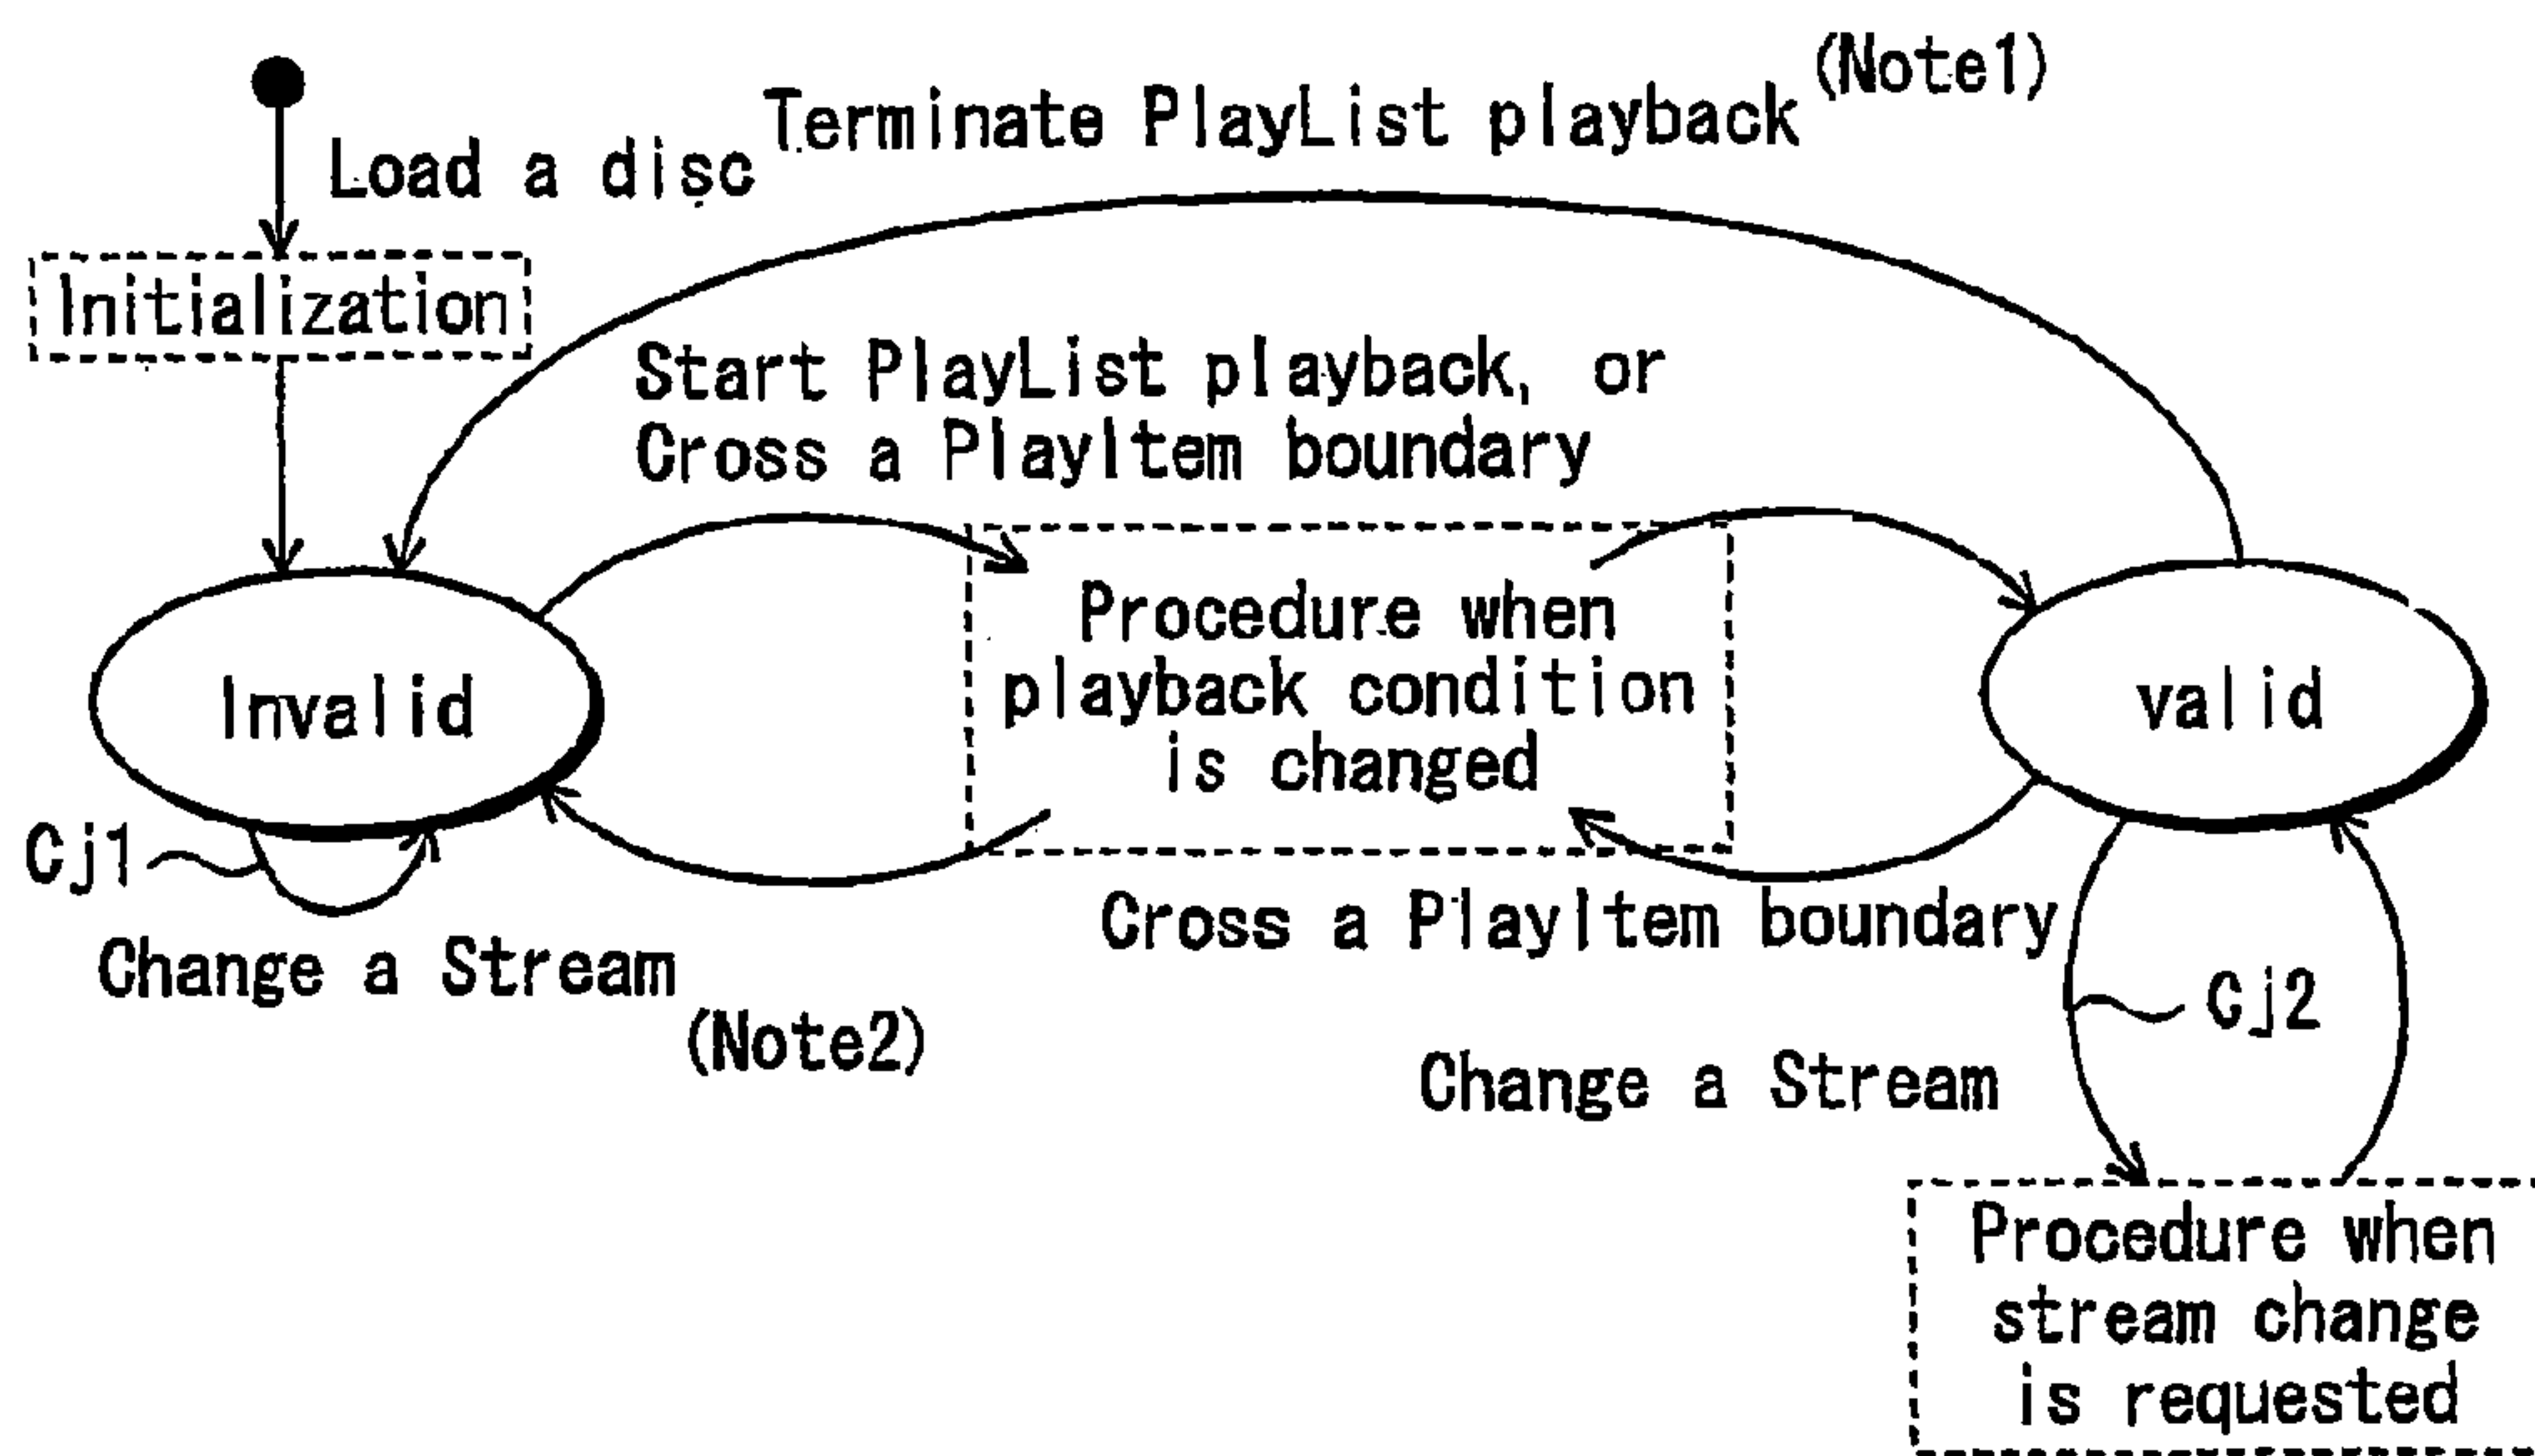 (Note1)
Terminate PlayList playback
Load a disc
Initialization
Start PlayList playback, or
Cross a PlayItem boundary
Procedure when
playback condition
is changed
Invalid
valid
Cj1
Change a Stream
(Note2)
Cross a PlayItem boundary
Cj2
Change a Stream
Procedure when
stream change
is requested